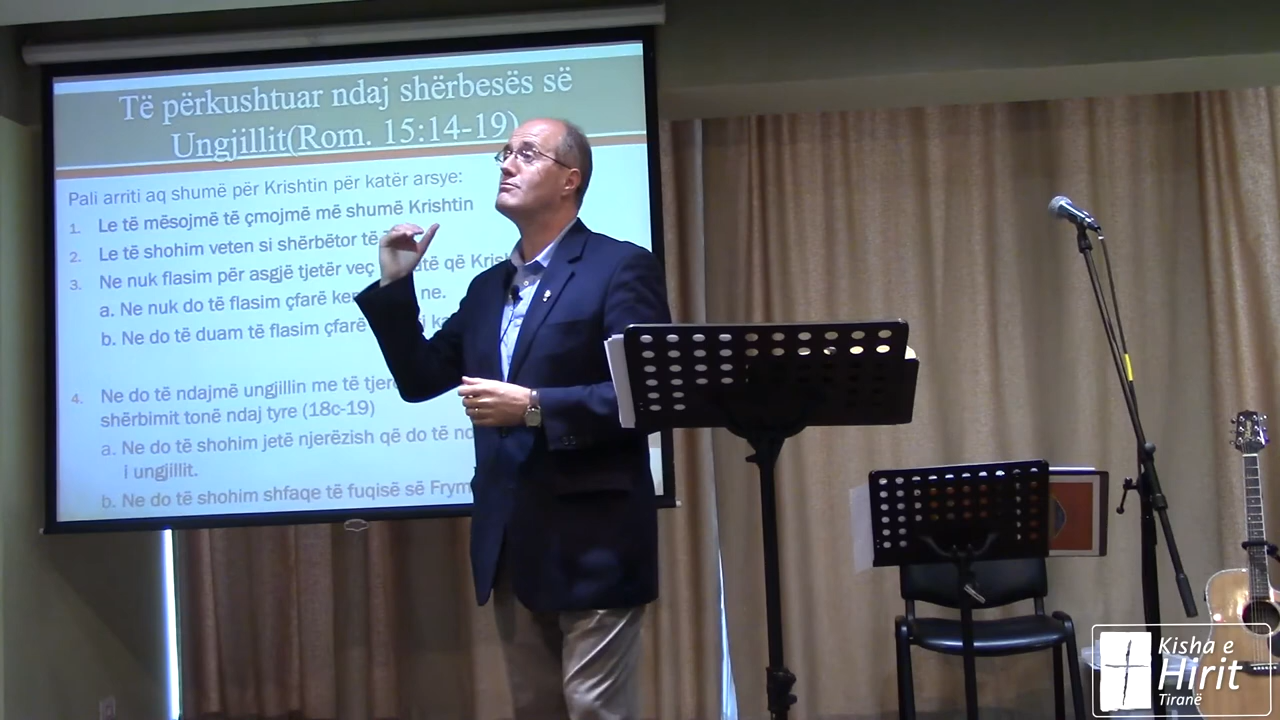 Të përkushtuar ndaj shërbesës së
Ungjillit(Rom. 15:14-19)
Pali arriti aq shumë për Krishtin për katër arsye:
1. Le të mësojmë të çmojmë më shumë Krishtin
2. Le të shohim veten si shërbëtor të
3. Ne nuk flasim për asgjë tjetër veç që
a. Ne nuk do të flasim çfarë ne.
b. Ne do të duam të flasim çfarë
4. Ne do të ndajmë ungjillin me të
shërbimit tonë ndaj tyre (18c-19)
a. Ne do të shohim jetë njerëzish që do të
i ungjillit.
b. Ne do të shohim shfaqe të fuqisë së
Kisha e
Hirit
Tiranë